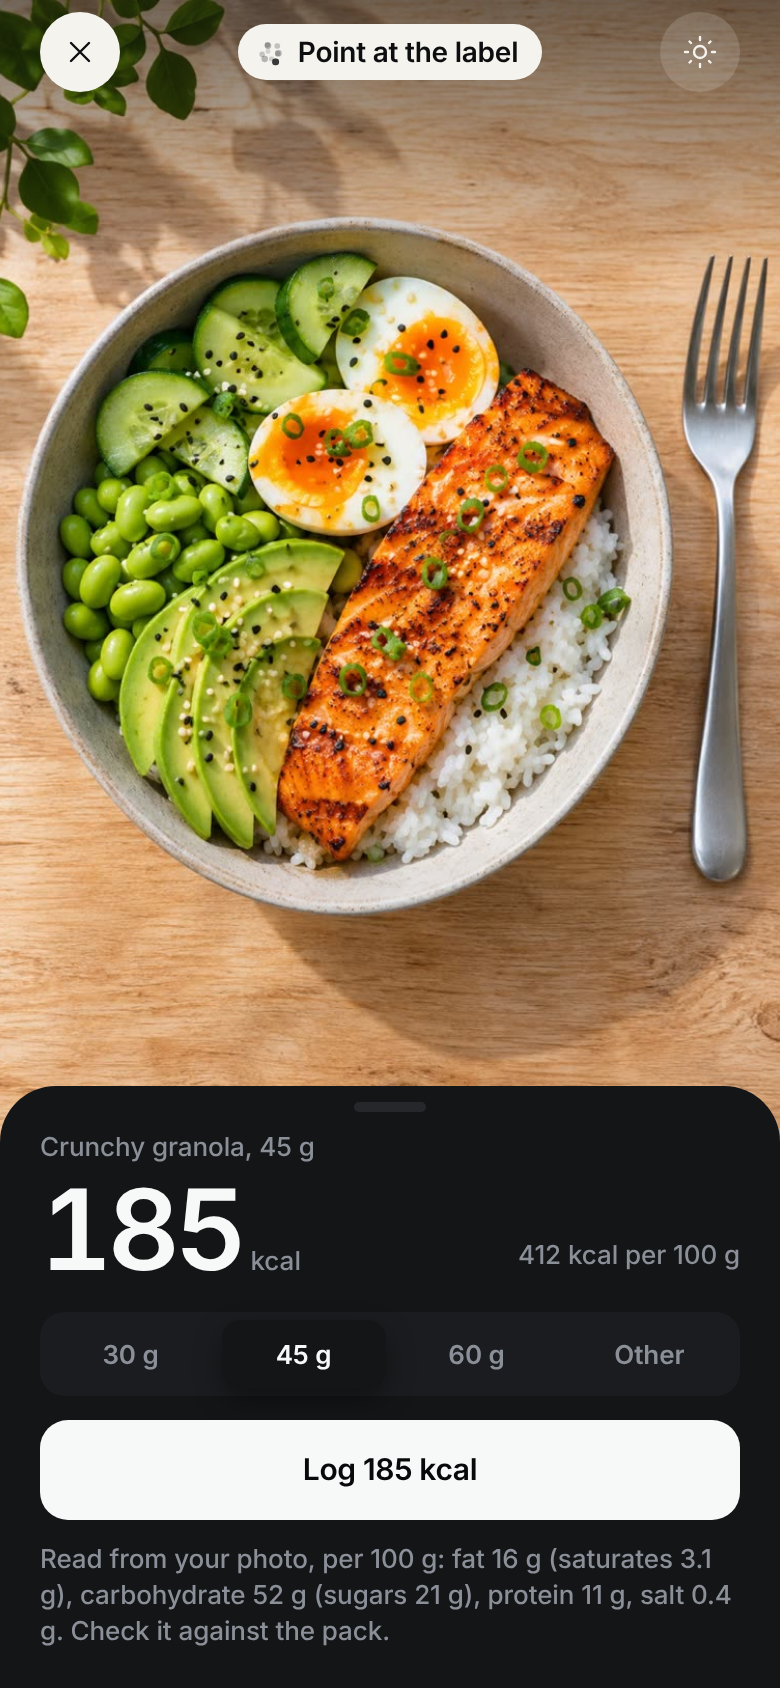 Point at the label
Crunchy granola, 45 g
185 kcal
412 kcal per 100 g
30 g
45 g
60 g
Other
Log 185 kcal
Read from your photo, per 100 g: fat 16 g (saturates 3.1
g), carbohydrate 52 g (sugars 21 g), protein 11 g, salt 0.4
g. Check it against the pack.